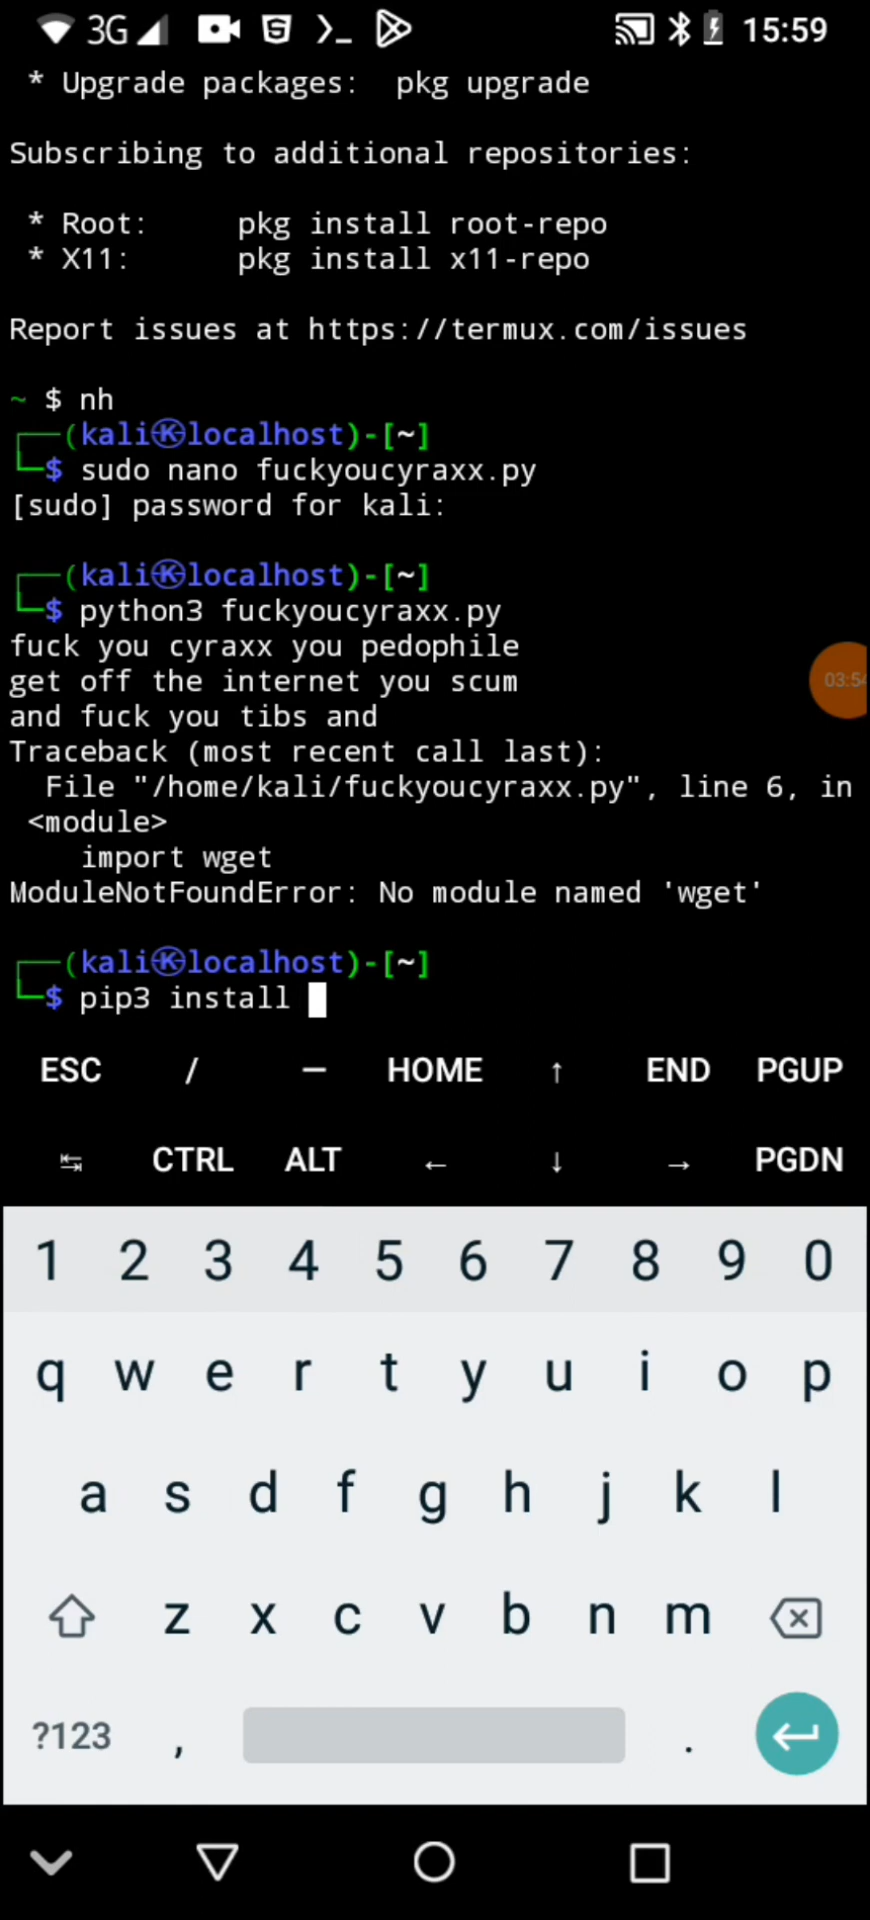 3G 15:59
* Upgrade packages:  pkg upgrade
Subscribing to additional repositories:
* Root:     pkg install root-repo
* X11:      pkg install x11-repo
Report issues at https://termux.com/issues
~ $ nh
┌──(kali㉿localhost)-[~]
└─$ sudo nano fuckyoucyraxx.py
[sudo] password for kali:
┌──(kali㉿localhost)-[~]
└─$ python3 fuckyoucyraxx.py
fuck you cyraxx you pedophile
get off the internet you scum
03:54
and fuck you tibs and
Traceback (most recent call last):
File "/home/kali/fuckyoucyraxx.py", line 6, in
<module>
import wget
ModuleNotFoundError: No module named 'wget'
┌──(kali㉿localhost)-[~]
└─$ pip3 install
ESC / — HOME ↑ END PGUP
↹ CTRL ALT ← ↓ → PGDN
1 2 3 4 5 6 7 8 9 0
q w e r t y u i o p
a s d f g h j k l
z x c v b n m
?123 , .